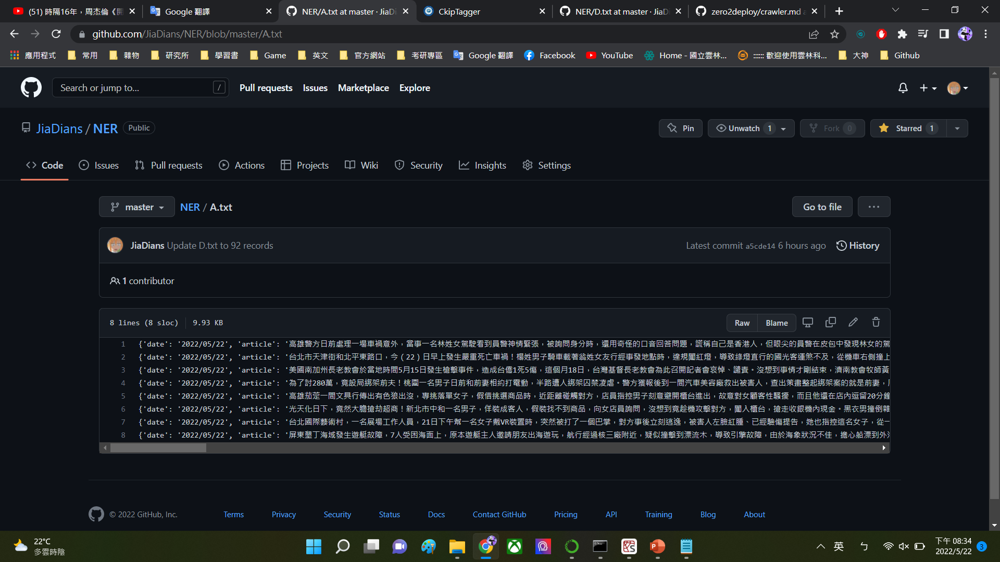 (51) 時隔16年，周杰倫《開
Google 翻譯
NER/A.txt at master · JiaDi
CkipTagger
NER/D.txt at master · JiaDi
zero2deploy/crawler.md a
github.com/JiaDians/NER/blob/master/A.txt
應用程式
常用
雜物
研究所
學習書
Game
英文
官方網站
考研專區
Google 翻譯
Facebook
YouTube
Home - 國立雲林...
:::::: 歡迎使用雲林科...
大神
Github
Search or jump to...
/
Pull requests
Issues
Marketplace
Explore
JiaDians / NER Public
Pin
Unwatch 1
Fork 0
Starred 1
Code
Issues
Pull requests
Actions
Projects
Wiki
Security
Insights
Settings
master
NER / A.txt
Go to file
...
JiaDians Update D.txt to 92 records
Latest commit a5cde14 6 hours ago
History
1 contributor
8 lines (8 sloc) 9.93 KB
Raw
Blame
1 {'date': '2022/05/22', 'article': '高雄警方日前處理一場車禍意外，當事一名林姓女駕駛看到員警神情緊張，被詢問身分時，還用奇怪的口音回答問題，謊稱自己是香港人，但眼尖的員警在皮包中發現林女的駕
2 {'date': '2022/05/22', 'article': '台北市天津街和北平東路口，今（22）日早上發生嚴重死亡車禍！楊姓男子騎車載著翁姓女友行經事發地點時，違規闖紅燈，導致綠燈直行的國光客運煞不及，從機車右側撞上
3 {'date': '2022/05/22', 'article': '美國南加州長老教會於當地時間5月15日發生槍擊事件，造成台僑1死5傷，這個月18日，台灣基督長老教會為此召開記者會哀悼、譴責。沒想到事情才剛結束，濟南教會牧師黃
4 {'date': '2022/05/22', 'article': '為了討280萬，竟設局綁架前夫！桃園一名男子日前和前妻相約打電動，半路遭人綁架囚禁凌虐。警方獲報後到一間汽車美容廠救出被害人，查出策畫整起綁架案的就是前妻，
5 {'date': '2022/05/22', 'article': '高雄茄萣一間文具行傳出有色狼出沒，專挑落單女子，假借挑選商品時，近距離碰觸對方，店員指控男子刻意避開櫃台進出，故意對女顧客性騷擾，而且他還在店內逗留20分鐘
6 {'date': '2022/05/22', 'article': '光天化日下，竟然大膽搶劫超商！新北市中和一名男子，佯裝成客人，假裝找不到商品，向女店員詢問，沒想到竟趁機攻擊對方，闖入櫃台，搶走收銀機內現金。黑衣男撞倒雜
7 {'date': '2022/05/22', 'article': '台北國際藝術村，一名展場工作人員，21日下午幫一名女子戴VR裝置時，突然被打了一個巴掌，對方事後立刻逃逸，被害人左臉紅腫、已經驗傷提告，她也指控這名女子，從一
8 {'date': '2022/05/22', 'article': '屏東墾丁海域發生遊艇故障，7人受困海面上，原本遊艇主人邀請朋友出海遊玩，航行經過核三廠附近，疑似撞擊到漂流木，導致引擎故障，由於海象狀況不佳，擔心船漂到外海
© 2022 GitHub, Inc.
Terms
Privacy
Security
Status
Docs
Contact GitHub
Pricing
API
Training
Blog
About
22°C
多雲時陰
英
ㄅ
下午 08:34
2022/5/22
3